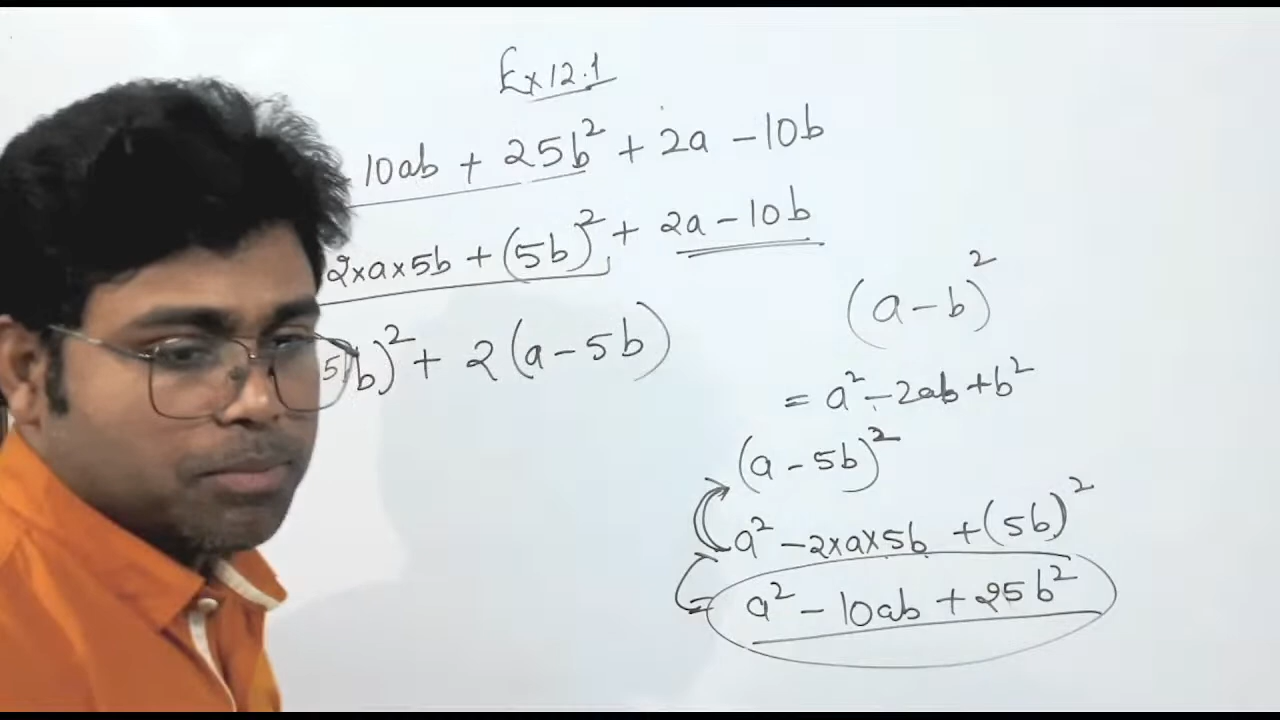 Ex 12.1
10ab + 25b² + 2a - 10b
2×a×5b + (5b)² + 2a - 10b
5b)² + 2(a - 5b)
(a - b)²
= a² - 2ab + b²
(a - 5b)²
a² - 2×a×5b + (5b)²
= a² - 10ab + 25b²